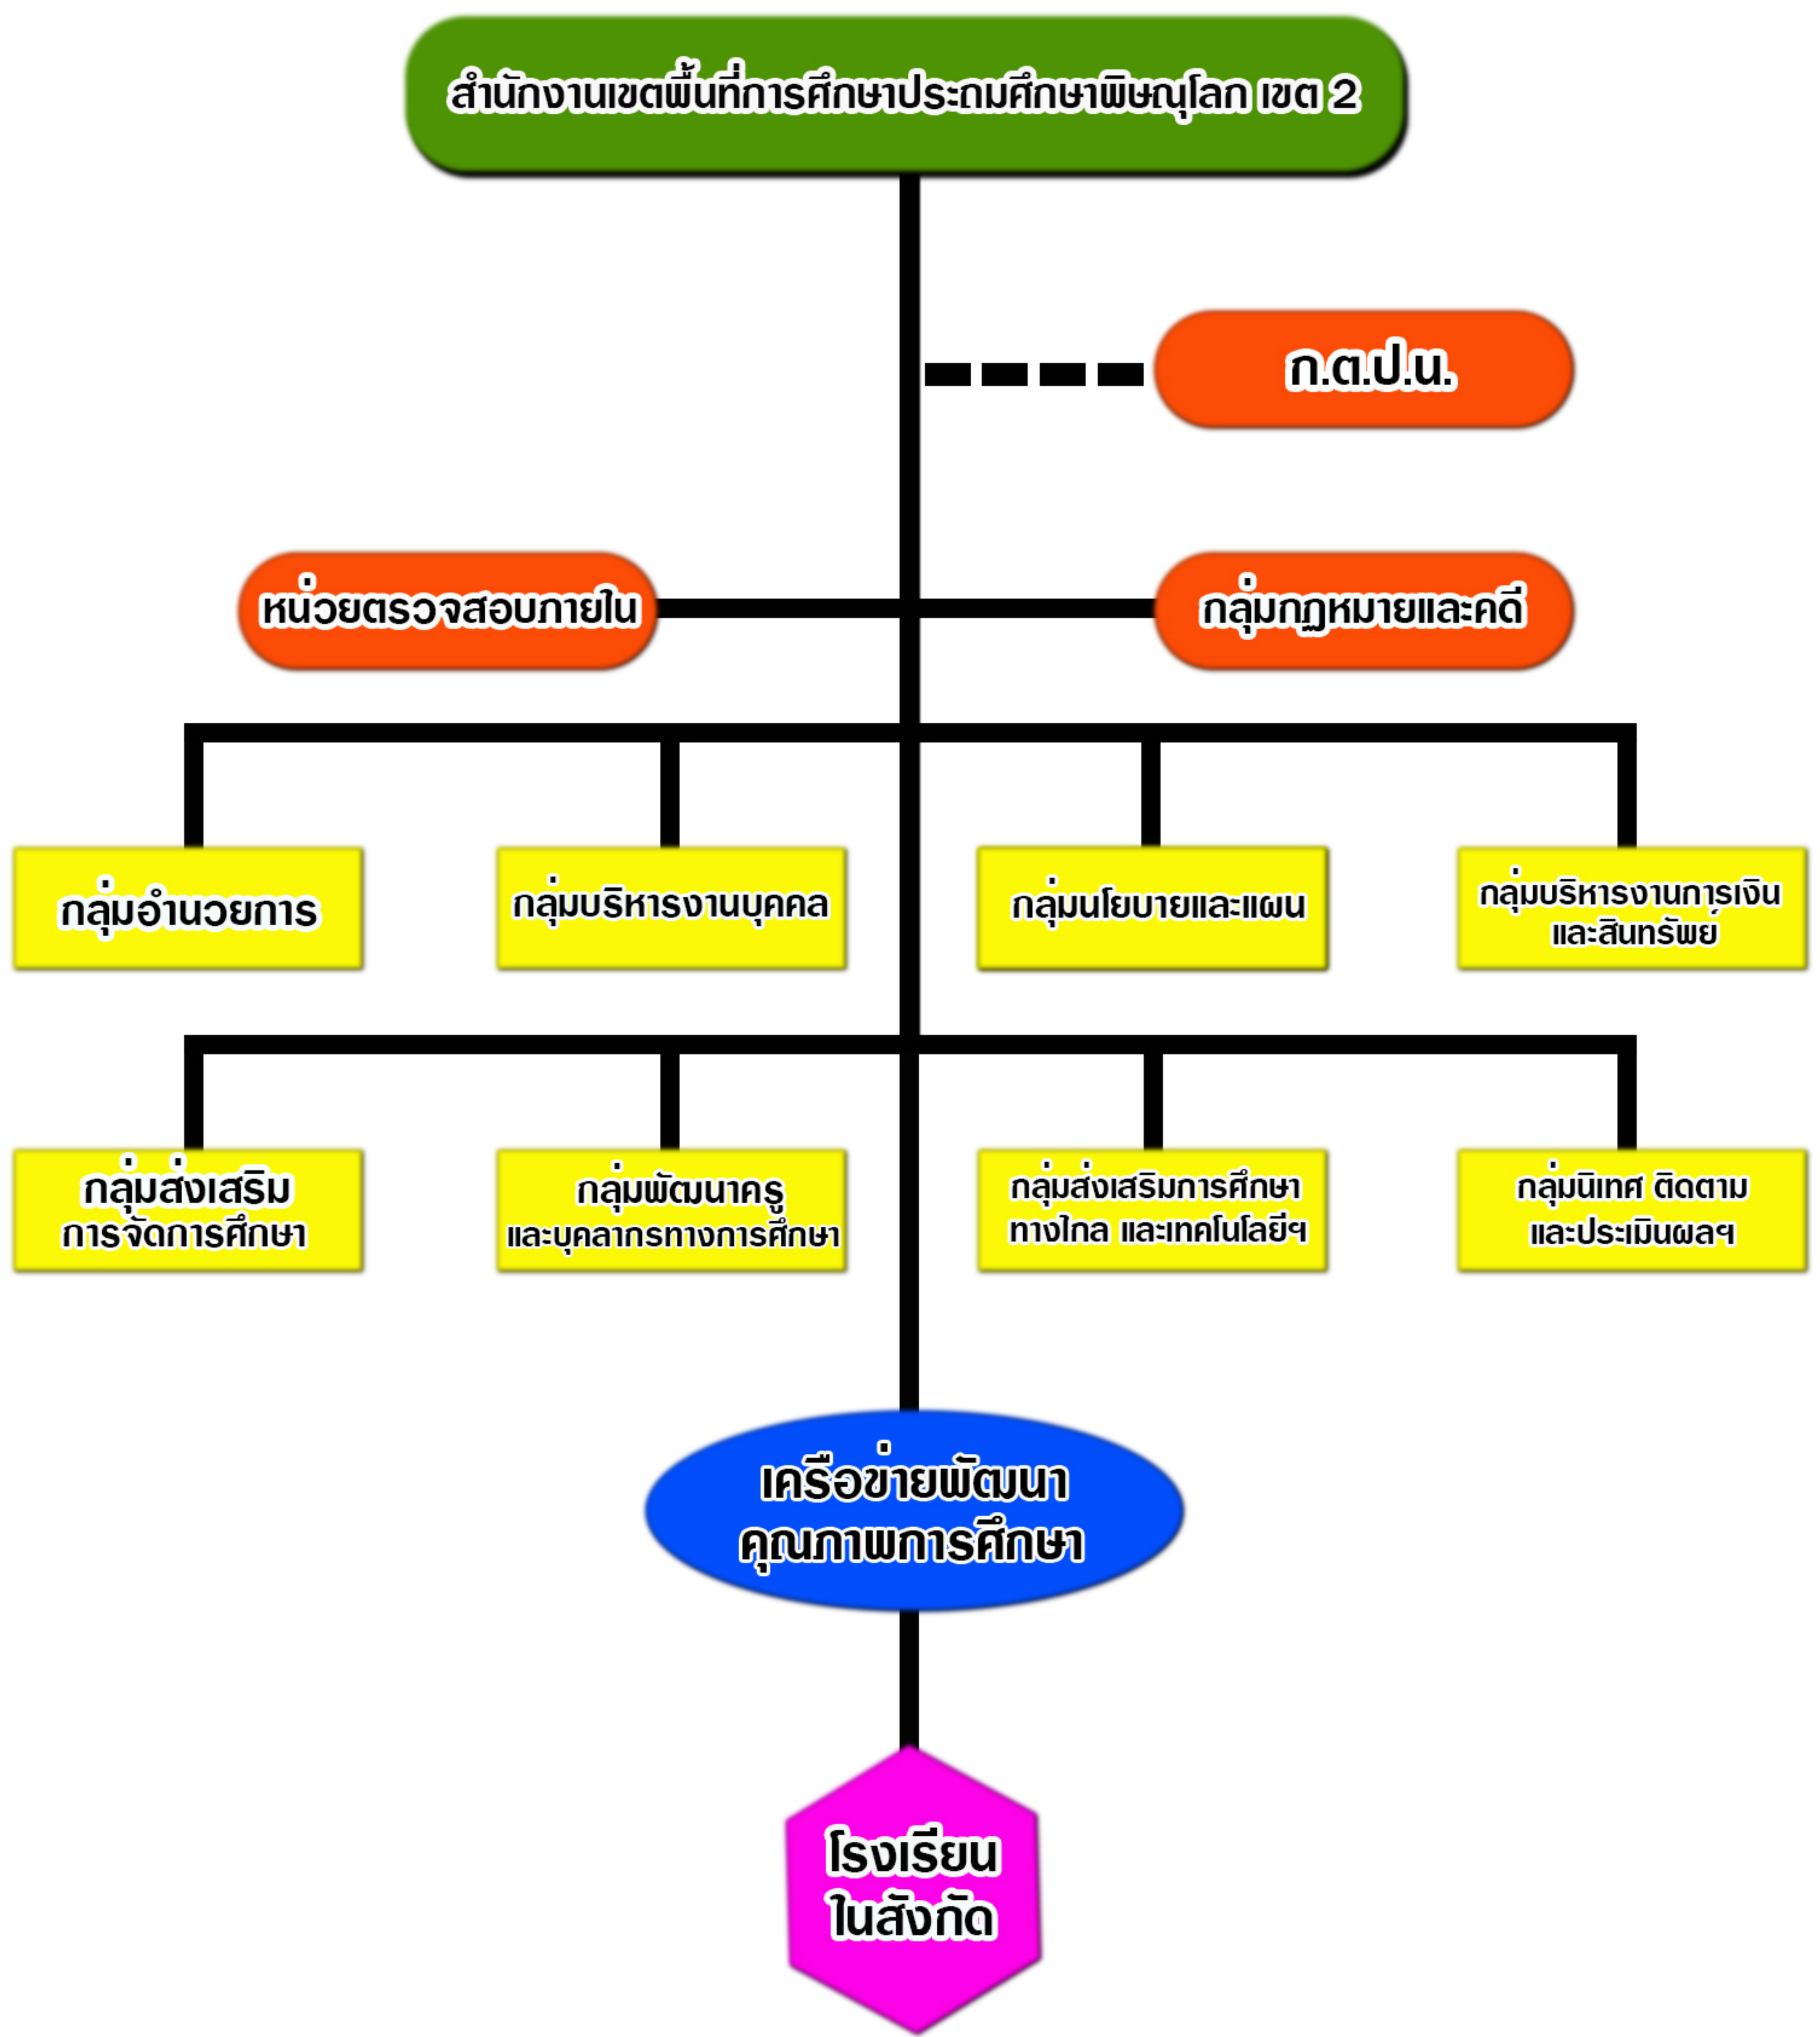 สำนักงานเขตพื้นที่การศึกษาประถมศึกษาพิษณุโลก เขต 2
ก.ต.ป.น.
หน่วยตรวจสอบภายใน
กลุ่มกฎหมายและคดี
กลุ่มอำนวยการ
กลุ่มบริหารงานบุคคล
กลุ่มนโยบายและแผน
กลุ่มบริหารงานการเงิน
และสินทรัพย์
กลุ่มส่งเสริม
การจัดการศึกษา
กลุ่มพัฒนาครู
และบุคลากรทางการศึกษา
กลุ่มส่งเสริมการศึกษา
ทางไกล และเทคโนโลยีฯ
กลุ่มนิเทศ ติดตาม
และประเมินผลฯ
เครือข่ายพัฒนา
คุณภาพการศึกษา
โรงเรียน
ในสังกัด